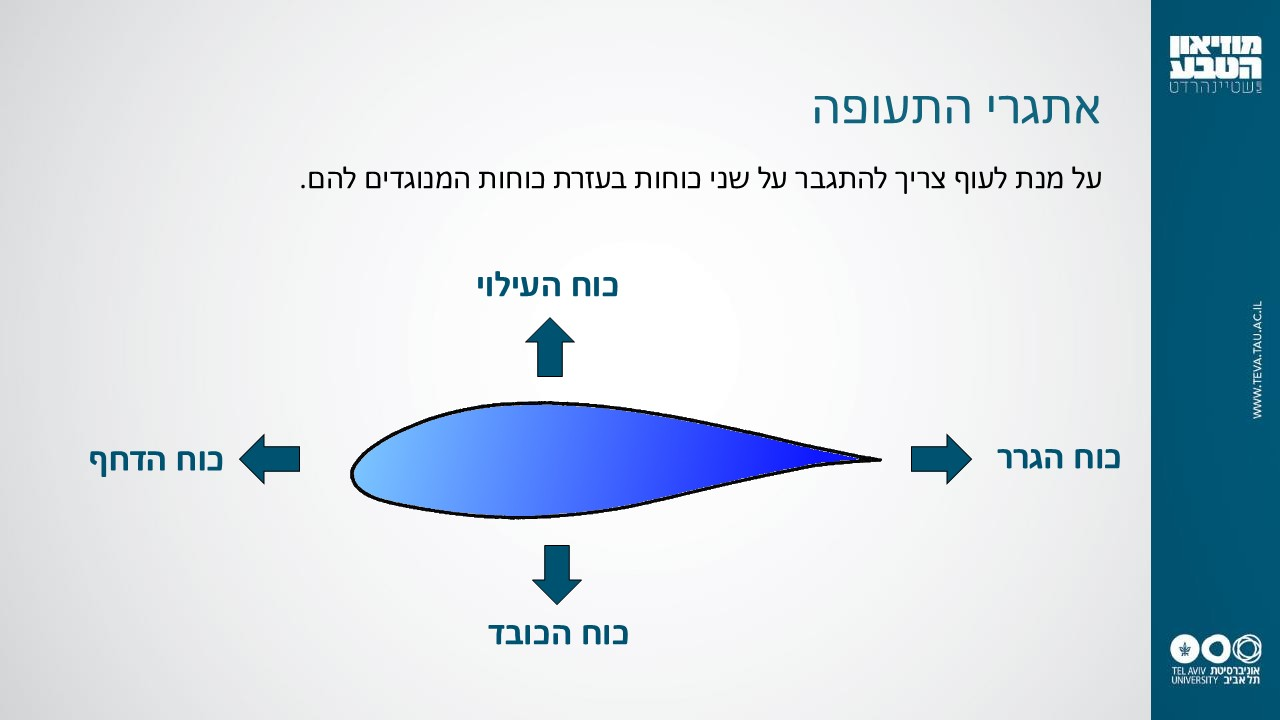 מוזיאון
הטבע
שטיינהרדט
אתגרי התעופה
על מנת לעוף צריך להתגבר על שני כוחות בעזרת כוחות המנוגדים להם.
כוח העילוי
כוח הגרר
כוח הדחף
כוח הכובד
WWW.TEVA.TAU.AC.IL
אוניברסיטת TEL AVIV
תל אביב UNIVERSITY